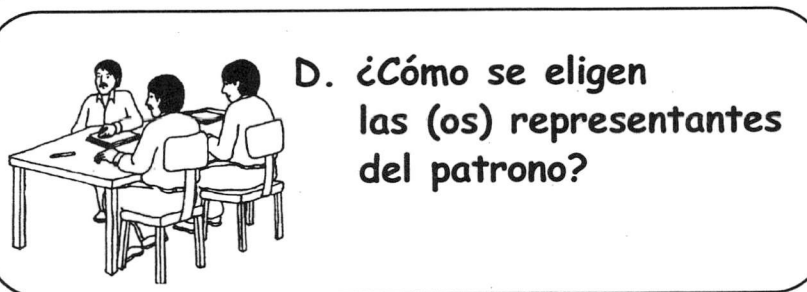 D. ¿Cómo se eligen
las (os) representantes
del patrono?